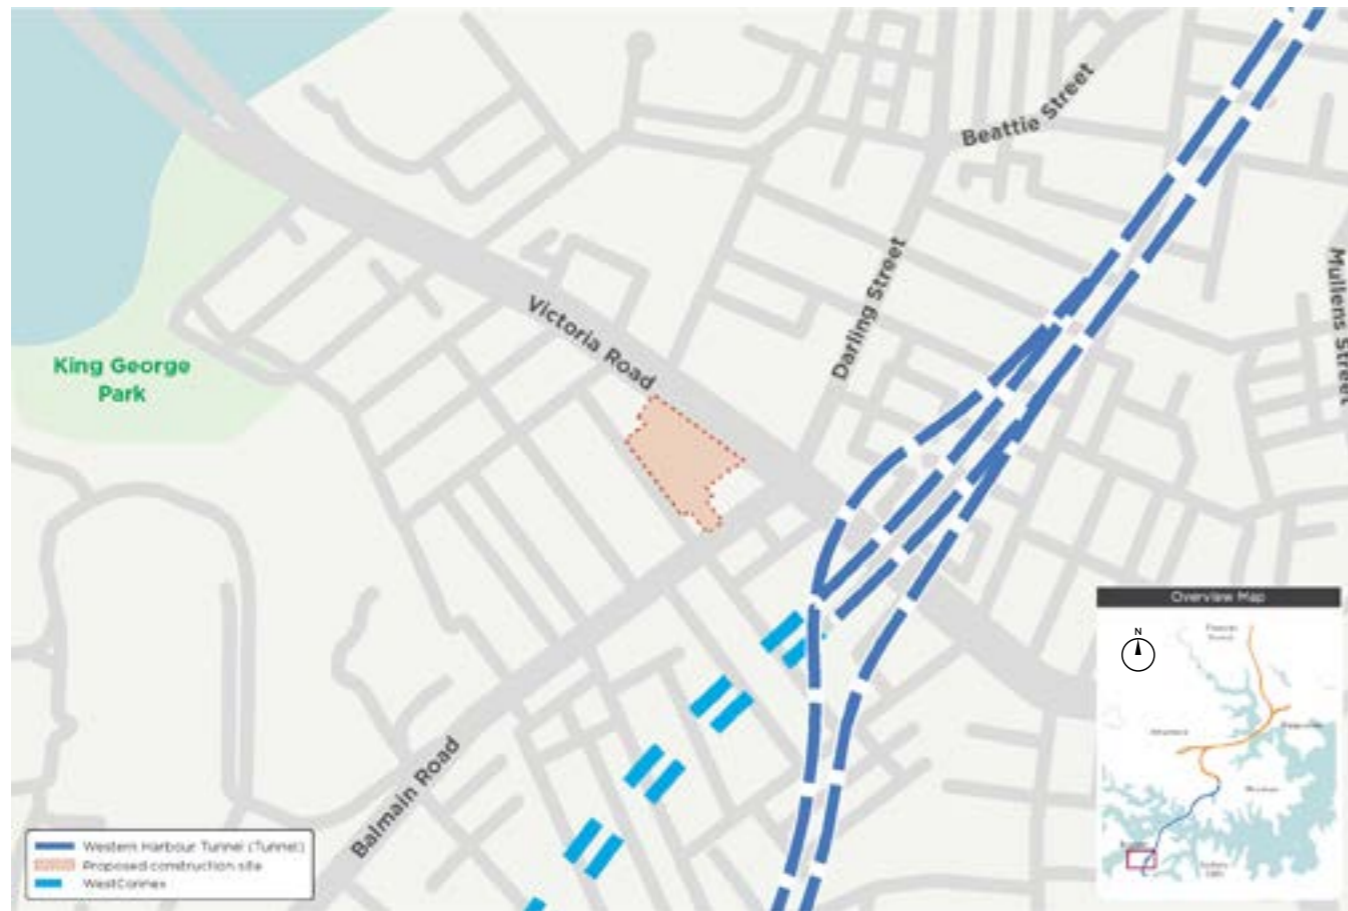 Beattie Street
Mullens Street
Darling Street
Victoria Road
King George
Park
Balmain Road
Overview Map
N
Western Harbour Tunnel (Tunnel)
Proposed construction site
WestConnex